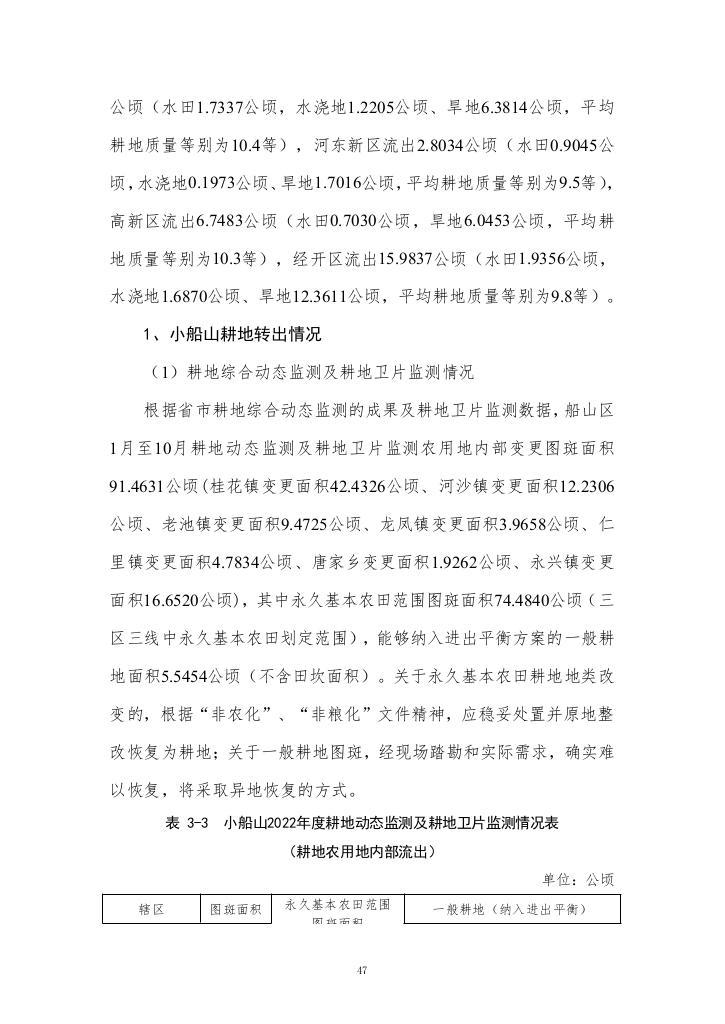 公顷（水田1.7337公顷，水浇地1.2205公顷、旱地6.3814公顷，平均
耕地质量等别为10.4等），河东新区流出2.8034公顷（水田0.9045公
顷，水浇地0.1973公顷、旱地1.7016公顷，平均耕地质量等别为9.5等），
高新区流出6.7483公顷（水田0.7030公顷，旱地6.0453公顷，平均耕
地质量等别为10.3等），经开区流出15.9837公顷（水田1.9356公顷，
水浇地1.6870公顷、旱地12.3611公顷，平均耕地质量等别为9.8等）。
1、小船山耕地转出情况
（1）耕地综合动态监测及耕地卫片监测情况
根据省市耕地综合动态监测的成果及耕地卫片监测数据，船山区
1月至10月耕地动态监测及耕地卫片监测农用地内部变更图斑面积
91.4631公顷(桂花镇变更面积42.4326公顷、河沙镇变更面积12.2306
公顷、老池镇变更面积9.4725公顷、龙凤镇变更面积3.9658公顷、仁
里镇变更面积4.7834公顷、唐家乡变更面积1.9262公顷、永兴镇变更
面积16.6520公顷)，其中永久基本农田范围图斑面积74.4840公顷（三
区三线中永久基本农田划定范围），能够纳入进出平衡方案的一般耕
地面积5.5454公顷（不含田坎面积）。关于永久基本农田耕地地类改
变的，根据“非农化”、“非粮化”文件精神，应稳妥处置并原地整
改恢复为耕地；关于一般耕地图斑，经现场踏勘和实际需求，确实难
以恢复，将采取异地恢复的方式。
表 3-3 小船山2022年度耕地动态监测及耕地卫片监测情况表
（耕地农用地内部流出）
单位：公顷
辖区 图斑面积 永久基本农田范围 一般耕地（纳入进出平衡）
图斑面积
47